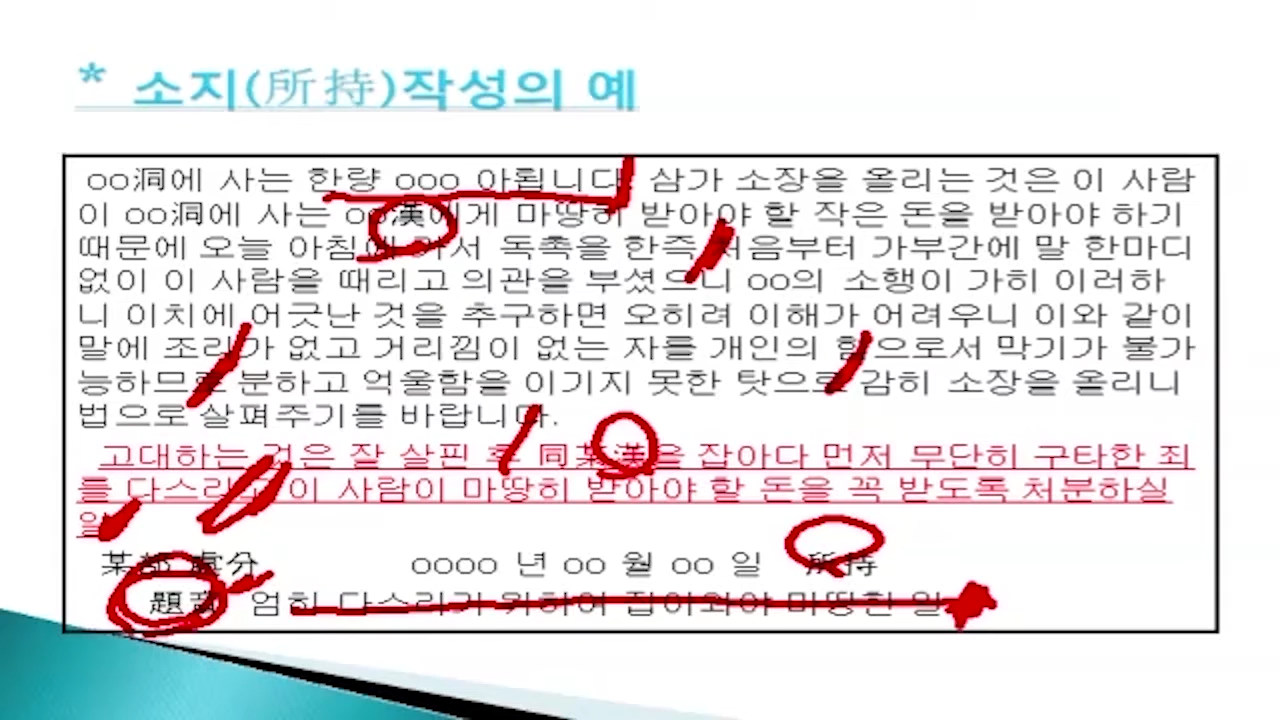 * 소지(所持)작성의 예
oo洞에 사는 한량 ooo 아룁니다 삼가 소장을 올리는 것은 이 사람
이 oo洞에 사는 oo漢에게 마땅히 받아야 할 작은 돈을 받아야 하기
때문에 오늘 아침에 가서 독촉을 한즉 처음부터 가부간에 말 한마디
없이 이 사람을 때리고 의관을 부셨으니 oo의 소행이 가히 이러하
니 이치에 어긋난 것을 추구하면 오히려 이해가 어려우니 이와 같이
말에 조리가 없고 거리낌이 없는 자를 개인의 힘으로서 막기가 불가
능하므로 분하고 억울함을 이기지 못한 탓으로 감히 소장을 올리니
법으로 살펴주기를 바랍니다.
고대하는 것은 잘 살핀 후 同某漢을 잡아다 먼저 무단히 구타한 죄
를 다스리고 이 사람이 마땅히 받아야 할 돈을 꼭 받도록 처분하실
일
某部 處分 oooo 년 oo 월 oo 일 所持
題音 엄히 다스리기 위하여 잡아와야 마땅한 일